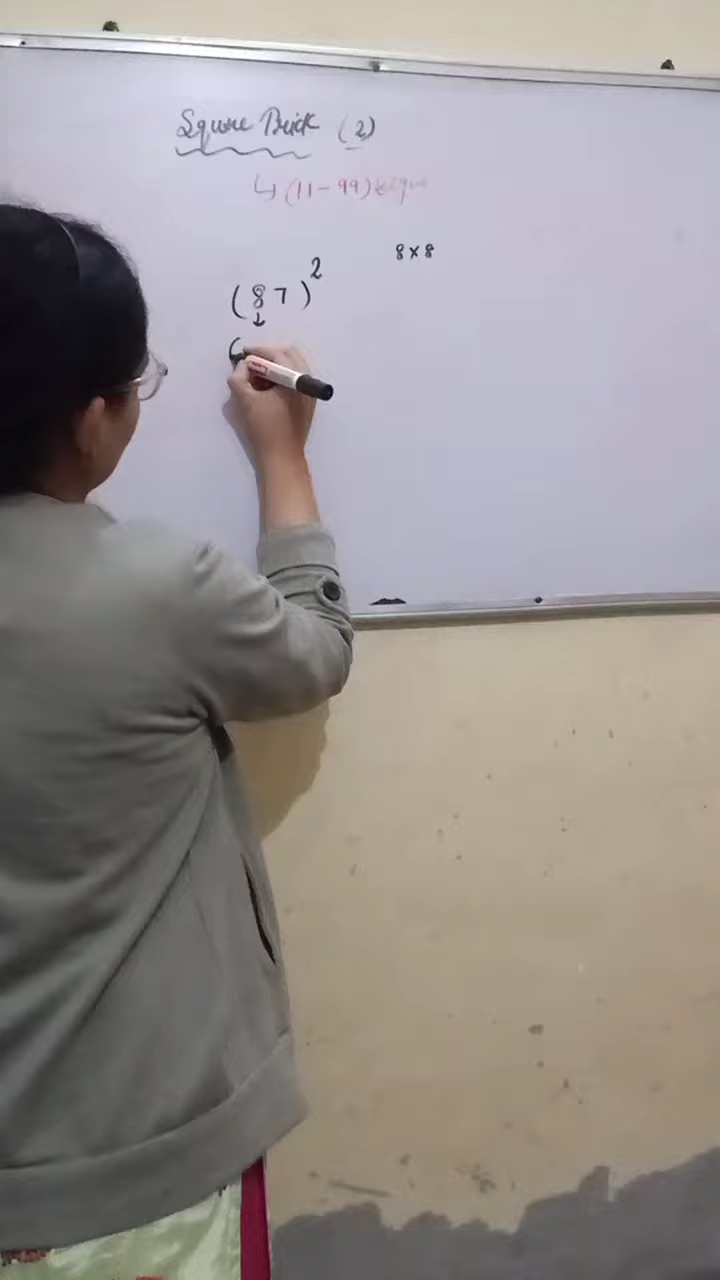 Square Trick (2)
↳ (11-99)
8×8
(87)²
↓